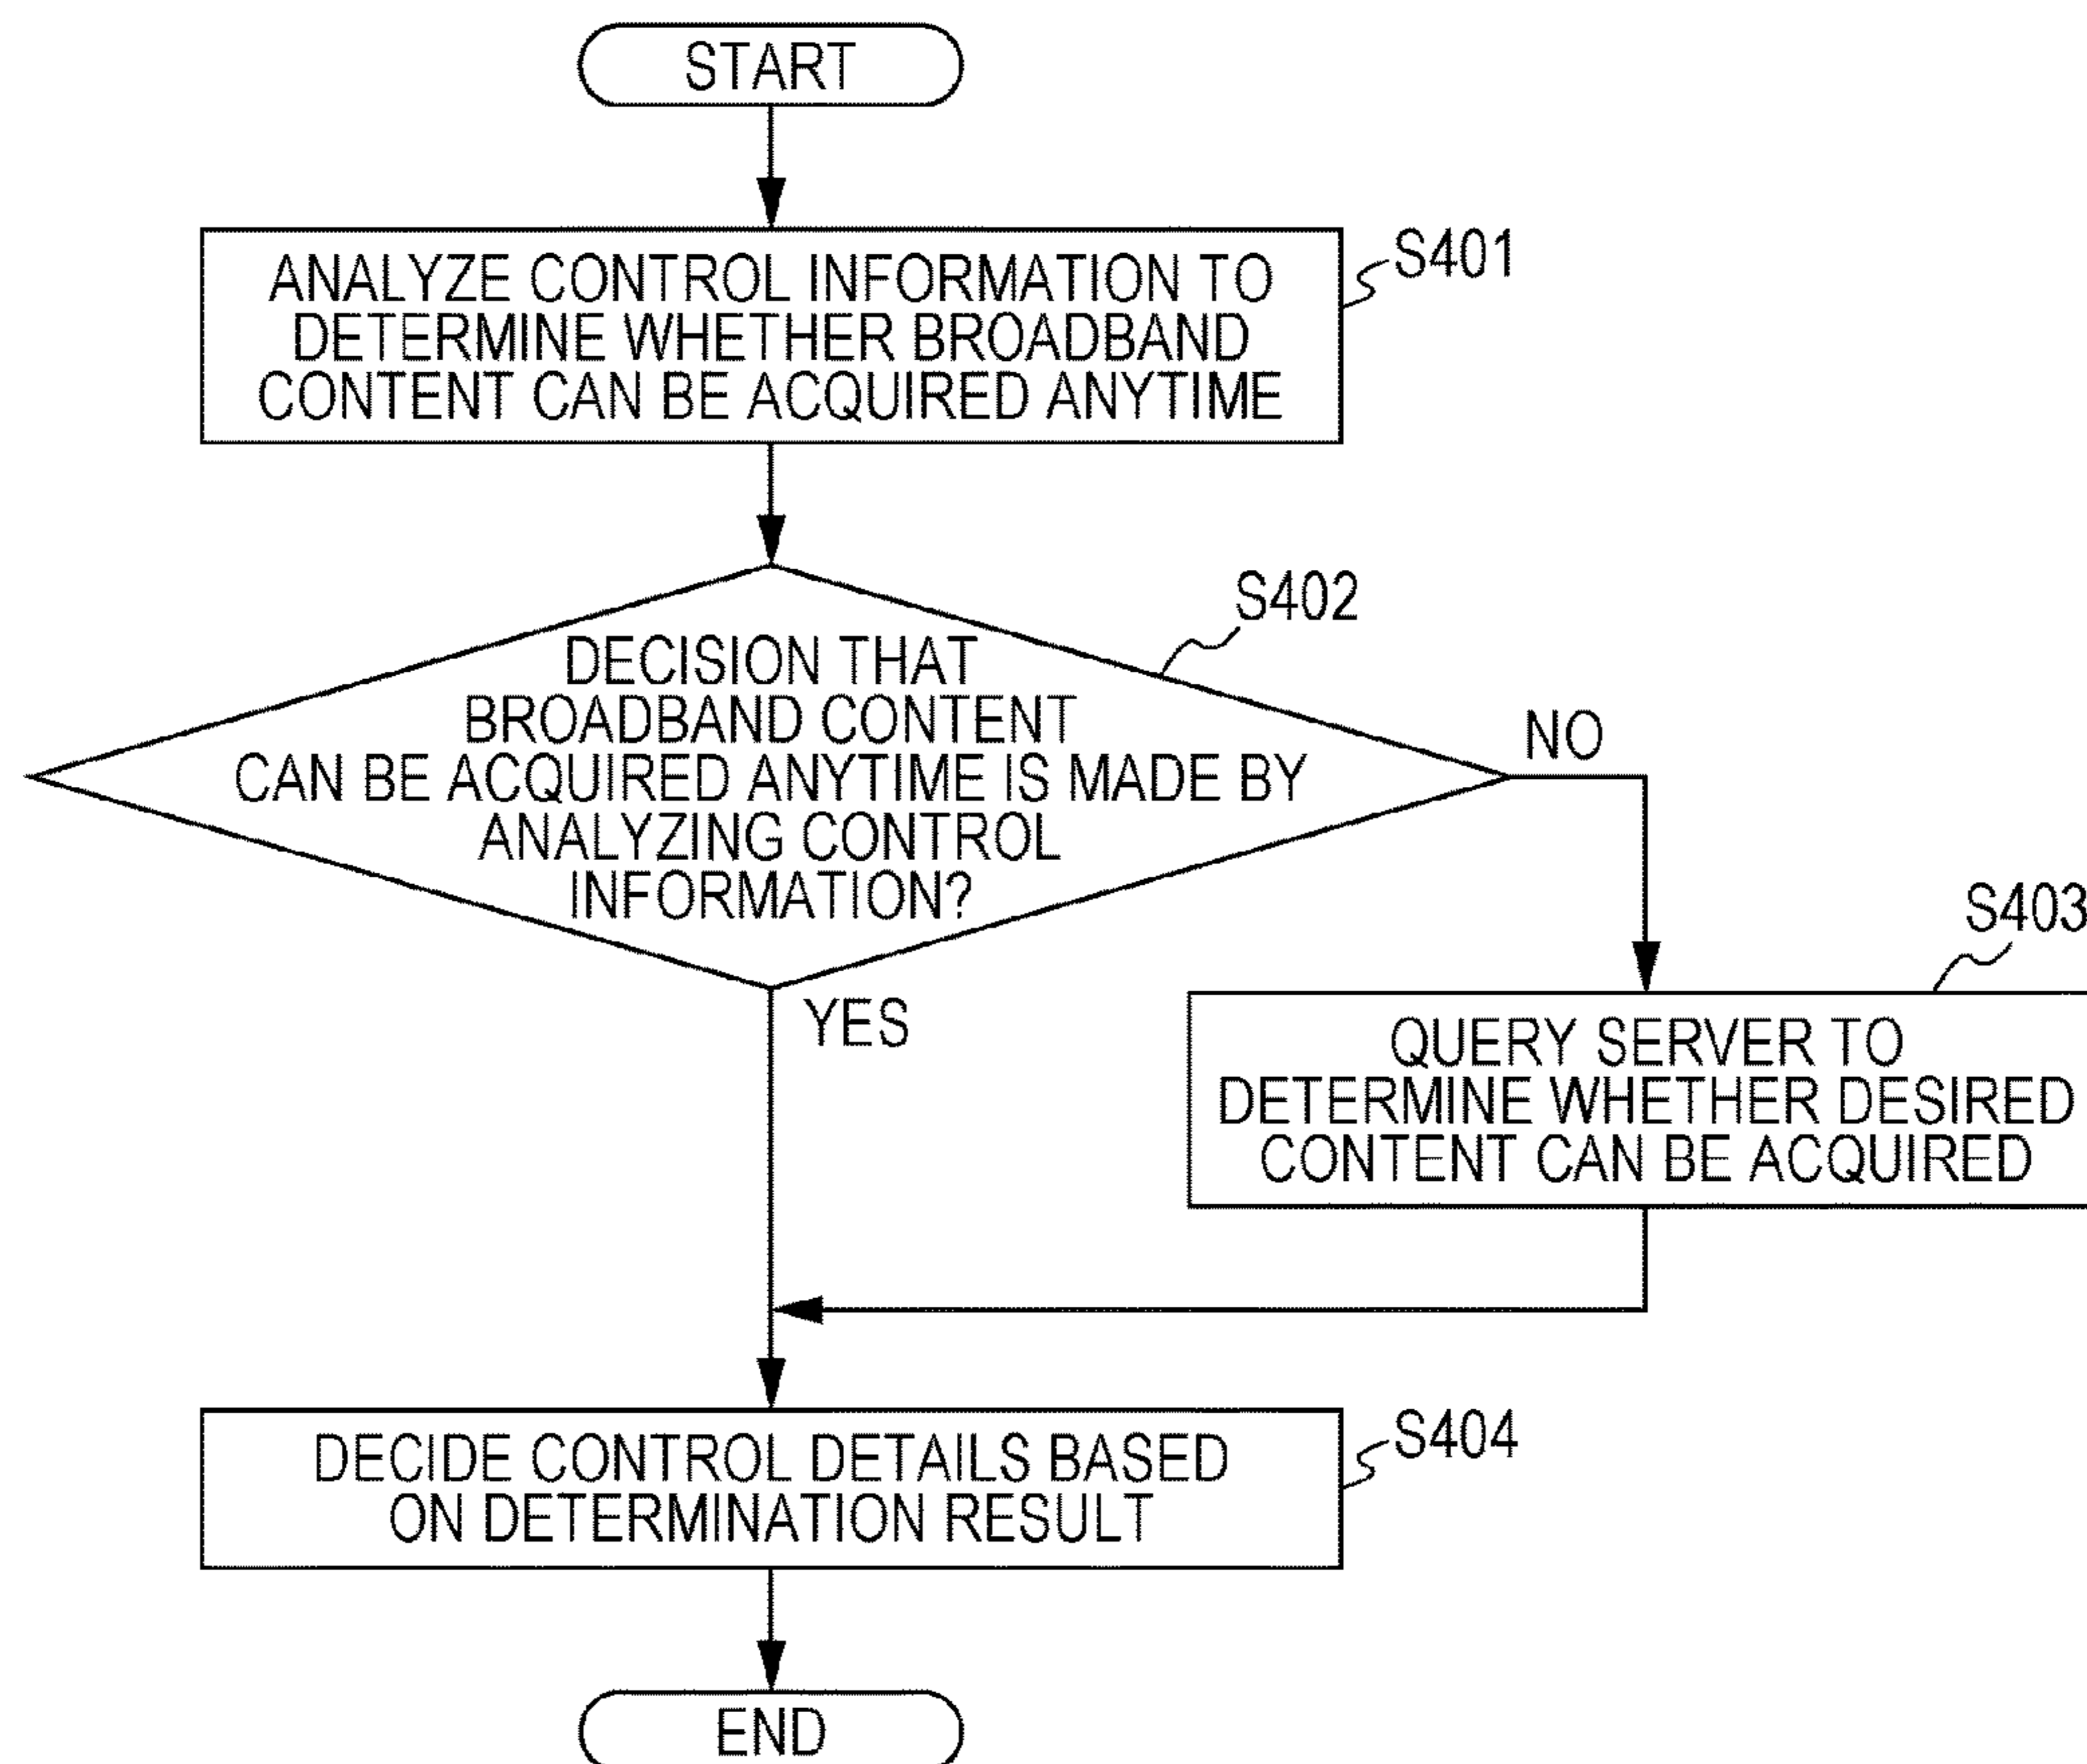 START
ANALYZE CONTROL INFORMATION TO
DETERMINE WHETHER BROADBAND
CONTENT CAN BE ACQUIRED ANYTIME
S401
S402
DECISION THAT
BROADBAND CONTENT
CAN BE ACQUIRED ANYTIME IS MADE BY
ANALYZING CONTROL
INFORMATION?
NO
YES
S403
QUERY SERVER TO
DETERMINE WHETHER DESIRED
CONTENT CAN BE ACQUIRED
DECIDE CONTROL DETAILS BASED
ON DETERMINATION RESULT
S404
END